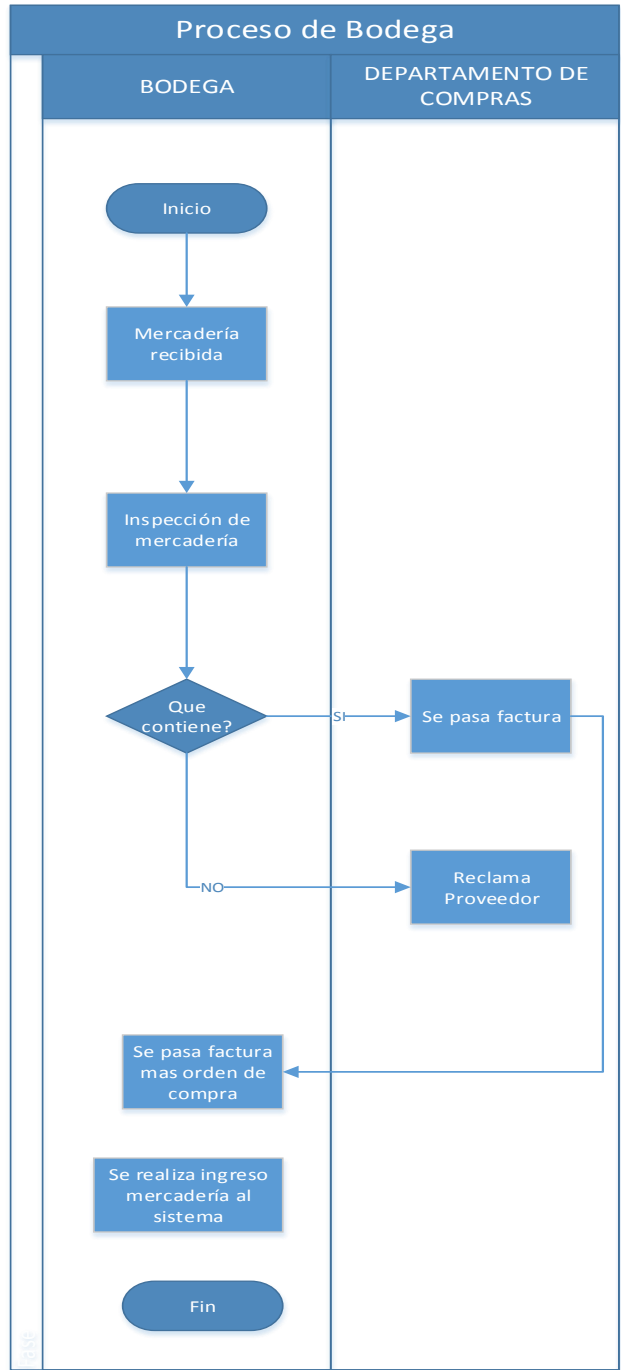 Proceso de Bodega
BODEGA
DEPARTAMENTO DE
COMPRAS
Inicio
Mercadería
recibida
Inspección de
mercadería
Que
contiene?
SI
Se pasa factura
NO
Reclama
Proveedor
Se pasa factura
mas orden de
compra
Se realiza ingreso
mercadería al
sistema
Fin
Fase